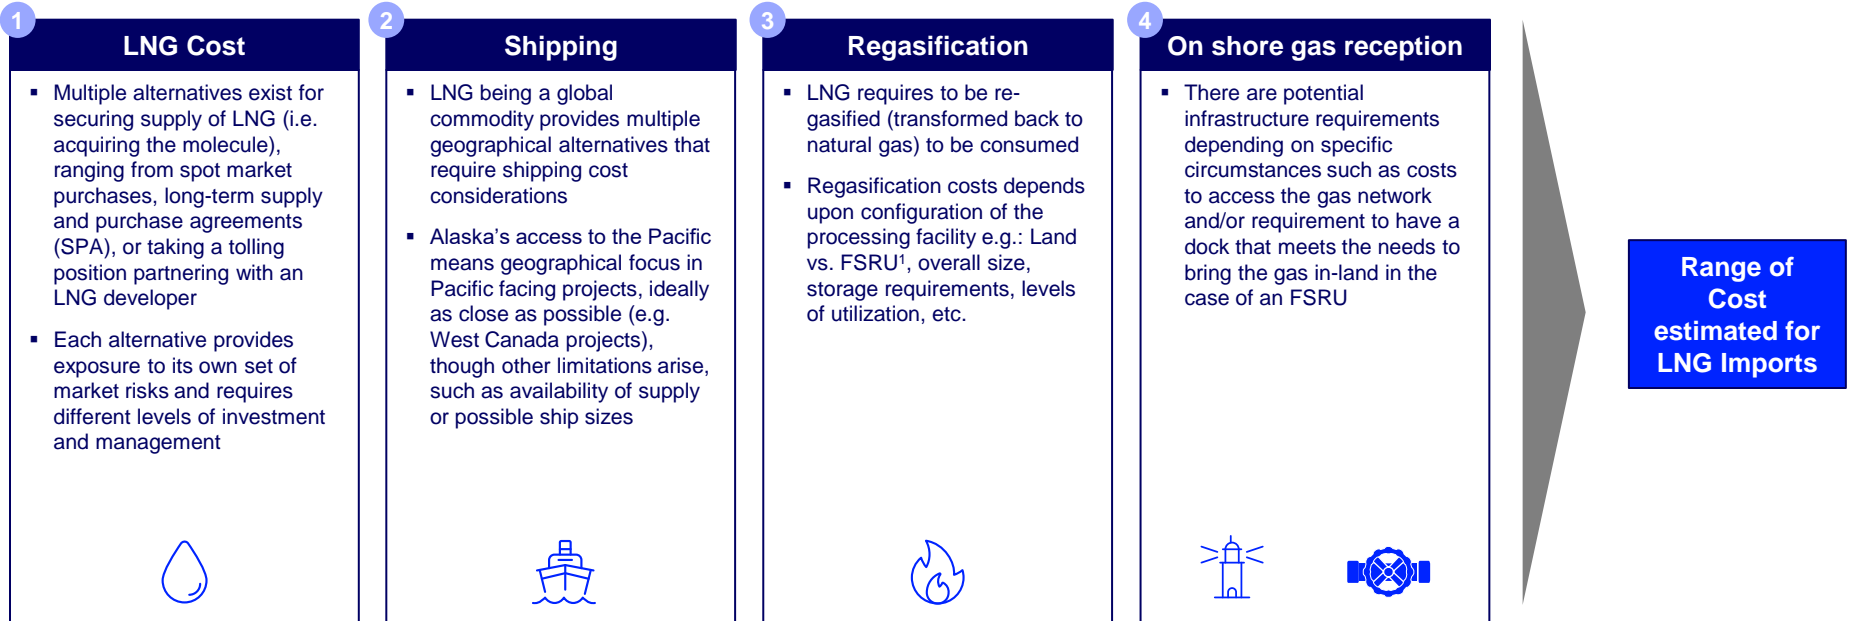 1
LNG Cost
▪ Multiple alternatives exist for
securing supply of LNG (i.e.
acquiring the molecule),
ranging from spot market
purchases, long-term supply
and purchase agreements
(SPA), or taking a tolling
position partnering with an
LNG developer
▪ Each alternative provides
exposure to its own set of
market risks and requires
different levels of investment
and management
2
Shipping
▪ LNG being a global
commodity provides multiple
geographical alternatives that
require shipping cost
considerations
▪ Alaska's access to the Pacific
means geographical focus in
Pacific facing projects, ideally
as close as possible (e.g.
West Canada projects),
though other limitations arise,
such as availability of supply
or possible ship sizes
3
Regasification
▪ LNG requires to be re-
gasified (transformed back to
natural gas) to be consumed
▪ Regasification costs depends
upon configuration of the
processing facility e.g.: Land
vs. FSRU¹, overall size,
storage requirements, levels
of utilization, etc.
4
On shore gas reception
▪ There are potential
infrastructure requirements
depending on specific
circumstances such as costs
to access the gas network
and/or requirement to have a
dock that meets the needs to
bring the gas in-land in the
case of an FSRU
Range of
Cost
estimated for
LNG Imports